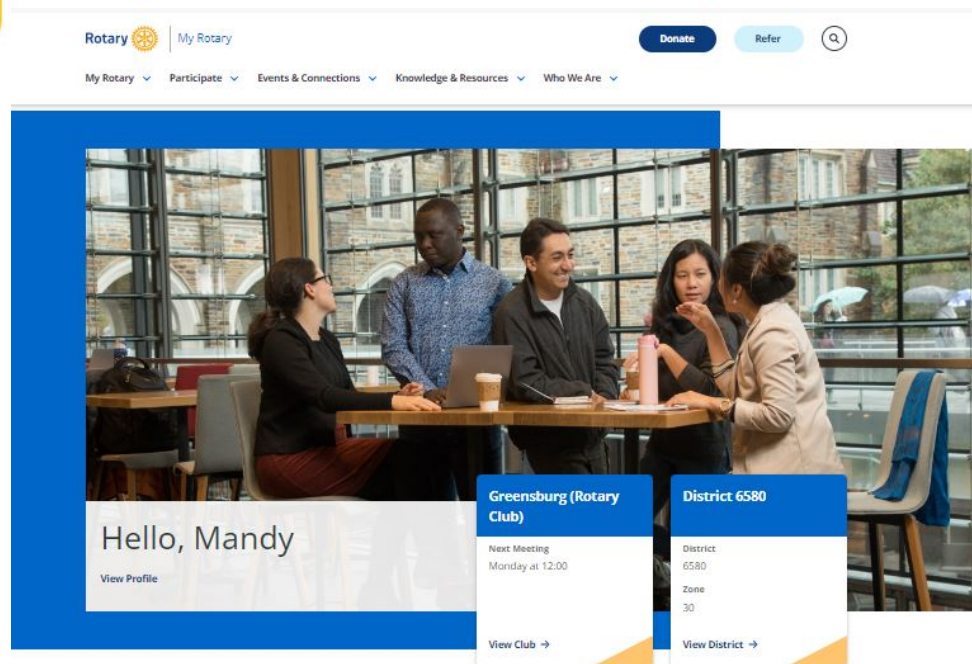 Rotary
My Rotary
Donate
Refer
My Rotary
Participate
Events & Connections
Knowledge & Resources
Who We Are
Hello, Mandy
View Profile
Greensburg (Rotary
Club)
Next Meeting
Monday at 12:00
View Club →
District 6580
District
6580
Zone
30
View District →